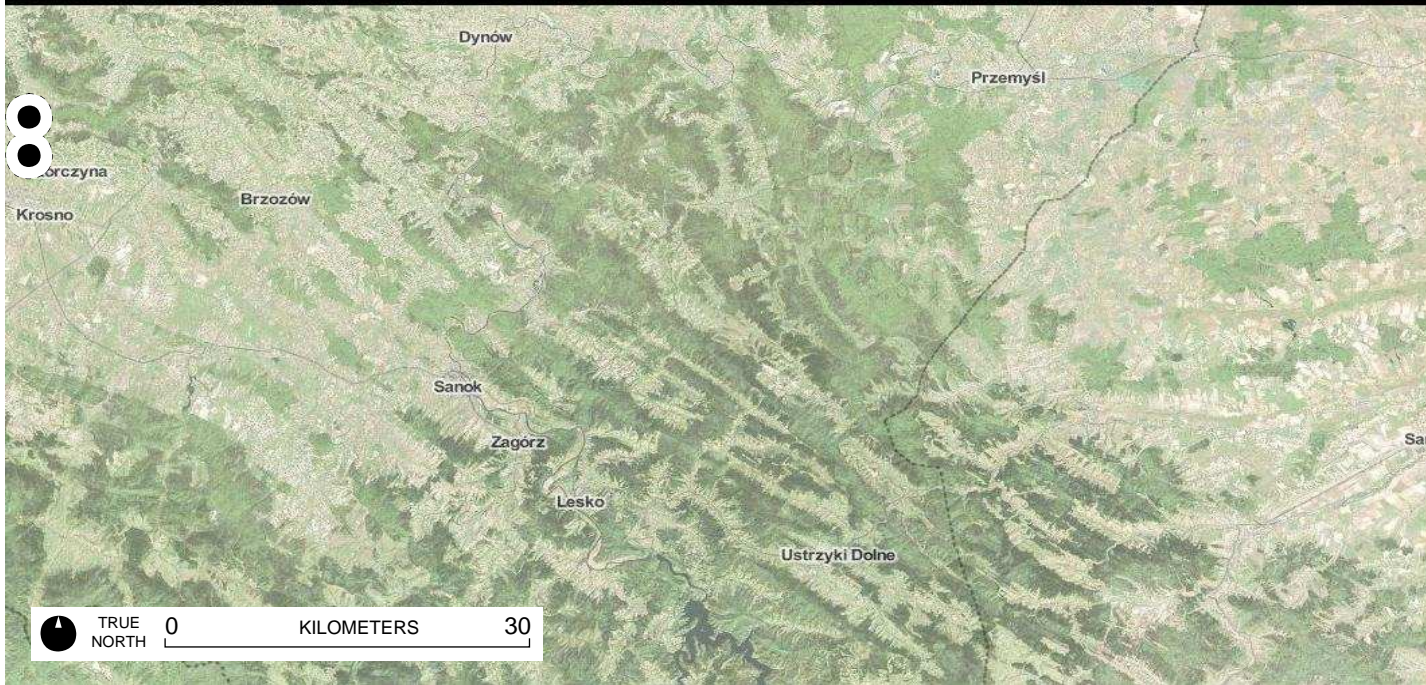 Dynów
Przemyśl
Brzozów
Krosno
Sanok
Zagórz
Lesko
Ustrzyki Dolne
TRUE
NORTH
0 KILOMETERS 30